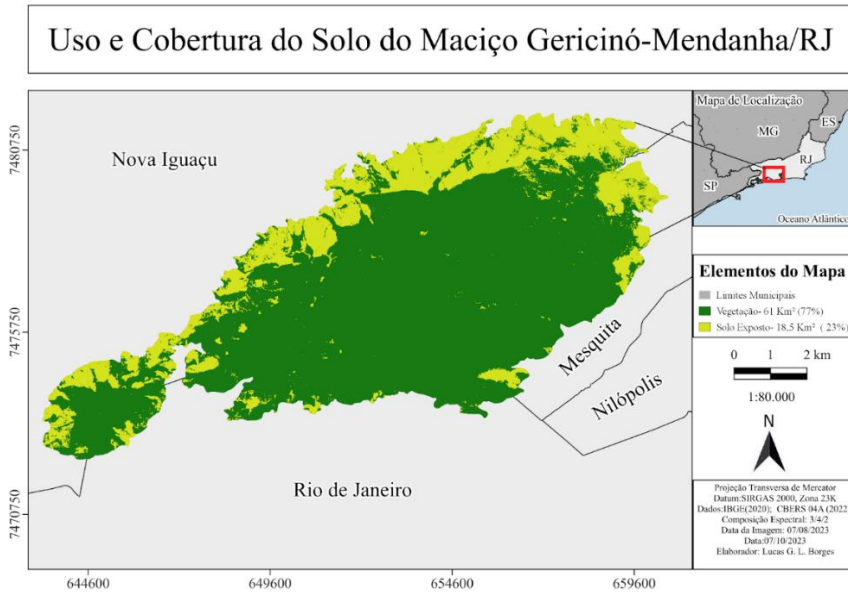 Uso e Cobertura do Solo do Maciço Gericinó-Mendanha/RJ
7480750
7475750
7470750
Nova Iguaçu
Mesquita
Nilópolis
Rio de Janeiro
644600
649600
654600
659600
Mapa de Localização
MG
ES
RJ
SP
Oceano Atlântico
Elementos do Mapa
Limites Municipais
Vegetação- 61 Km² (77%)
Solo Exposto- 18,5 Km² ( 23%)
0 1 2 km
1:80.000
N
Projeção Transversa de Mercator
Datum:SIRGAS 2000, Zona 23K
Dados:IBGE(2020); CBERS 04A (2022
Composição Espectral: 3/4/2
Data da Imagem: 07/08/2023
Data:07/10/2023
Elaborador: Lucas G. L. Borges